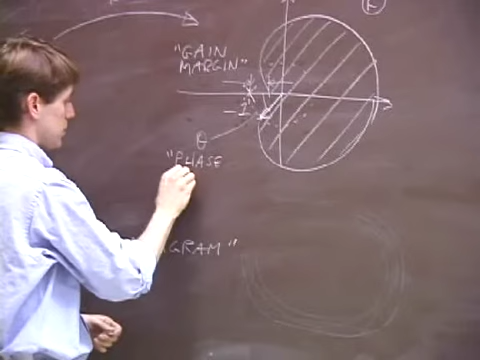 "GAIN
MARGIN"
-1
θ
"PHASE
GRAM"